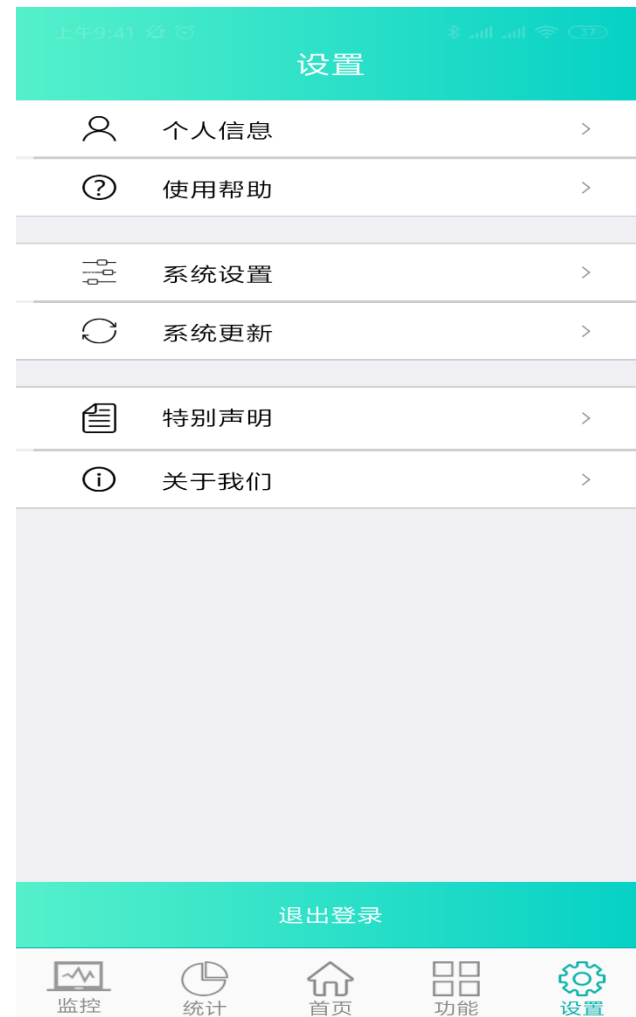 上午9:41 37
设置
个人信息
使用帮助
系统设置
系统更新
特别声明
关于我们
退出登录
监控 统计 首页 功能 设置